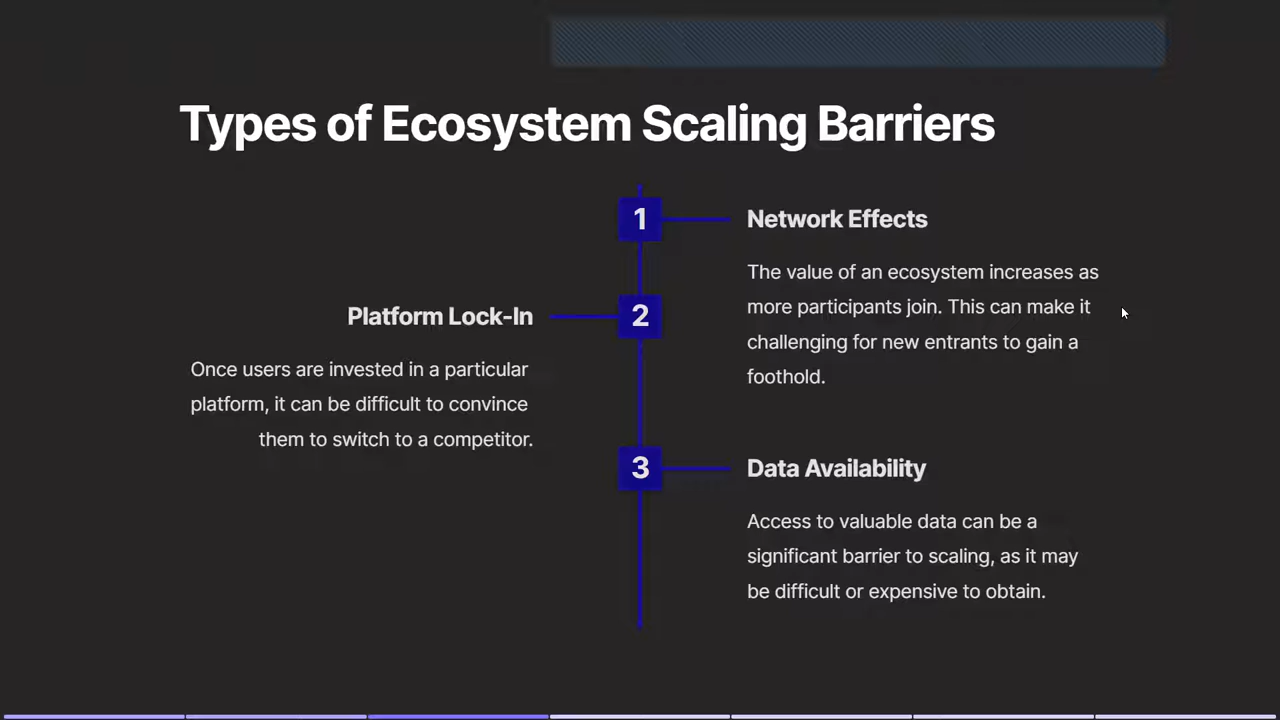 Types of Ecosystem Scaling Barriers
1
Network Effects
The value of an ecosystem increases as
more participants join. This can make it
challenging for new entrants to gain a
foothold.
2
Platform Lock-In
Once users are invested in a particular
platform, it can be difficult to convince
them to switch to a competitor.
3
Data Availability
Access to valuable data can be a
significant barrier to scaling, as it may
be difficult or expensive to obtain.